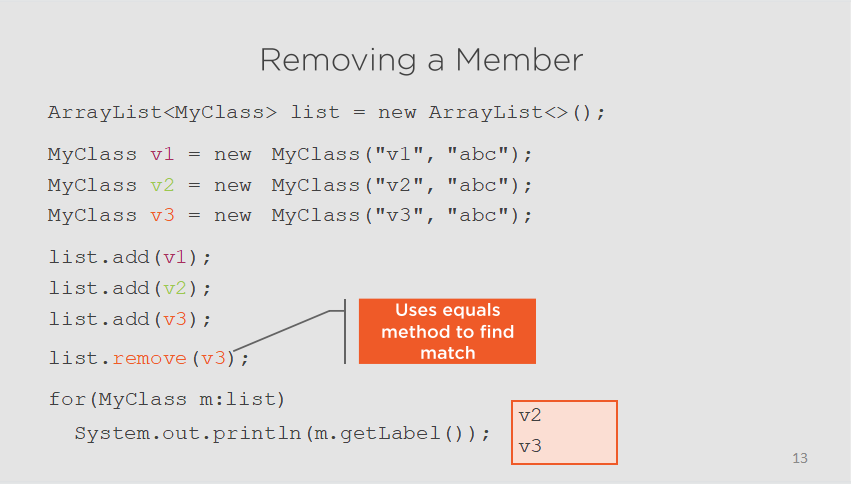 Removing a Member
ArrayList<MyClass> list = new ArrayList<>();
MyClass v1 = new MyClass("v1", "abc");
MyClass v2 = new MyClass("v2", "abc");
MyClass v3 = new MyClass("v3", "abc");
list.add(v1);
list.add(v2);
list.add(v3);
Uses equals
method to find
match
list.remove(v3);
for(MyClass m:list)
System.out.println(m.getLabel());
v2
v3
13